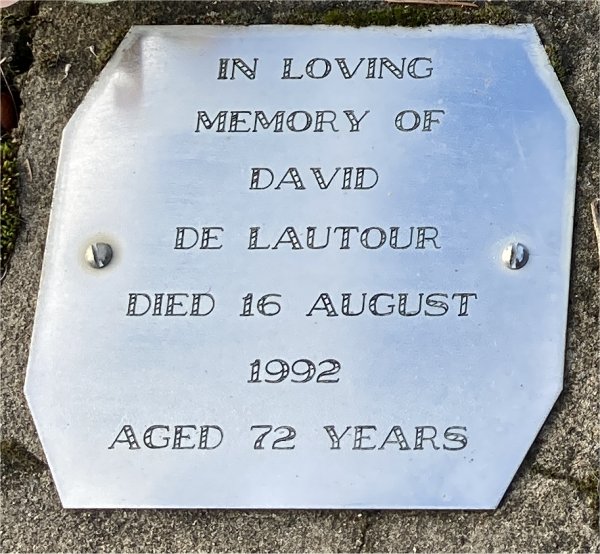 IN LOVING
MEMORY OF
DAVID
DE LAUTOUR
DIED 16 AUGUST
1992
AGED 72 YEARS